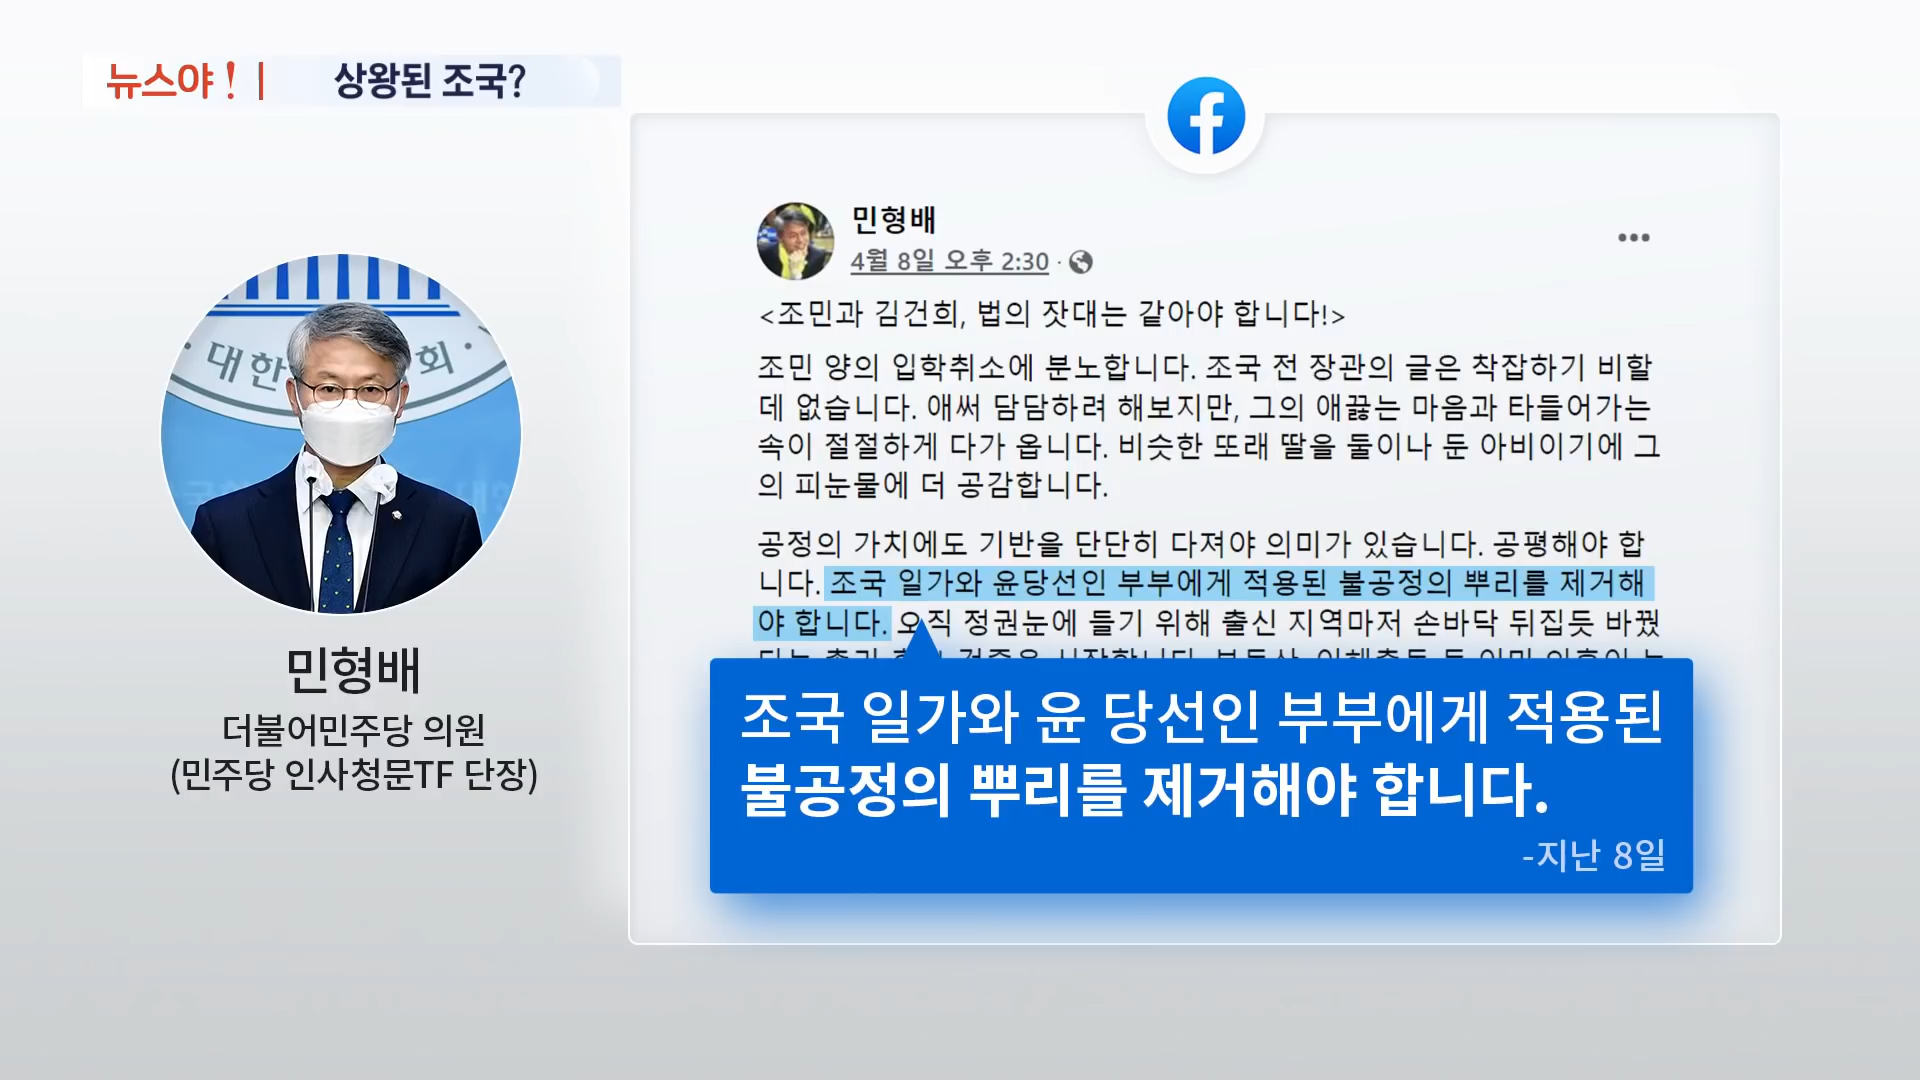 뉴스야! |
상왕된 조국?
대한 회
민형배
더불어민주당 의원
(민주당 인사청문TF 단장)
민형배
4월 8일 오후 2:30
<조민과 김건희, 법의 잣대는 같아야 합니다!>
조민 양의 입학취소에 분노합니다. 조국 전 장관의 글은 착잡하기 비할
데 없습니다. 애써 담담하려 해보지만, 그의 애끓는 마음과 타들어가는
속이 절절하게 다가 옵니다. 비슷한 또래 딸을 둘이나 둔 아비이기에 그
의 피눈물에 더 공감합니다.
공정의 가치에도 기반을 단단히 다져야 의미가 있습니다. 공평해야 합
니다. 조국 일가와 윤당선인 부부에게 적용된 불공정의 뿌리를 제거해
야 합니다. 오직 정권눈에 들기 위해 출신 지역마저 손바닥 뒤집듯 바꿨
조국 일가와 윤 당선인 부부에게 적용된
불공정의 뿌리를 제거해야 합니다.
-지난 8일